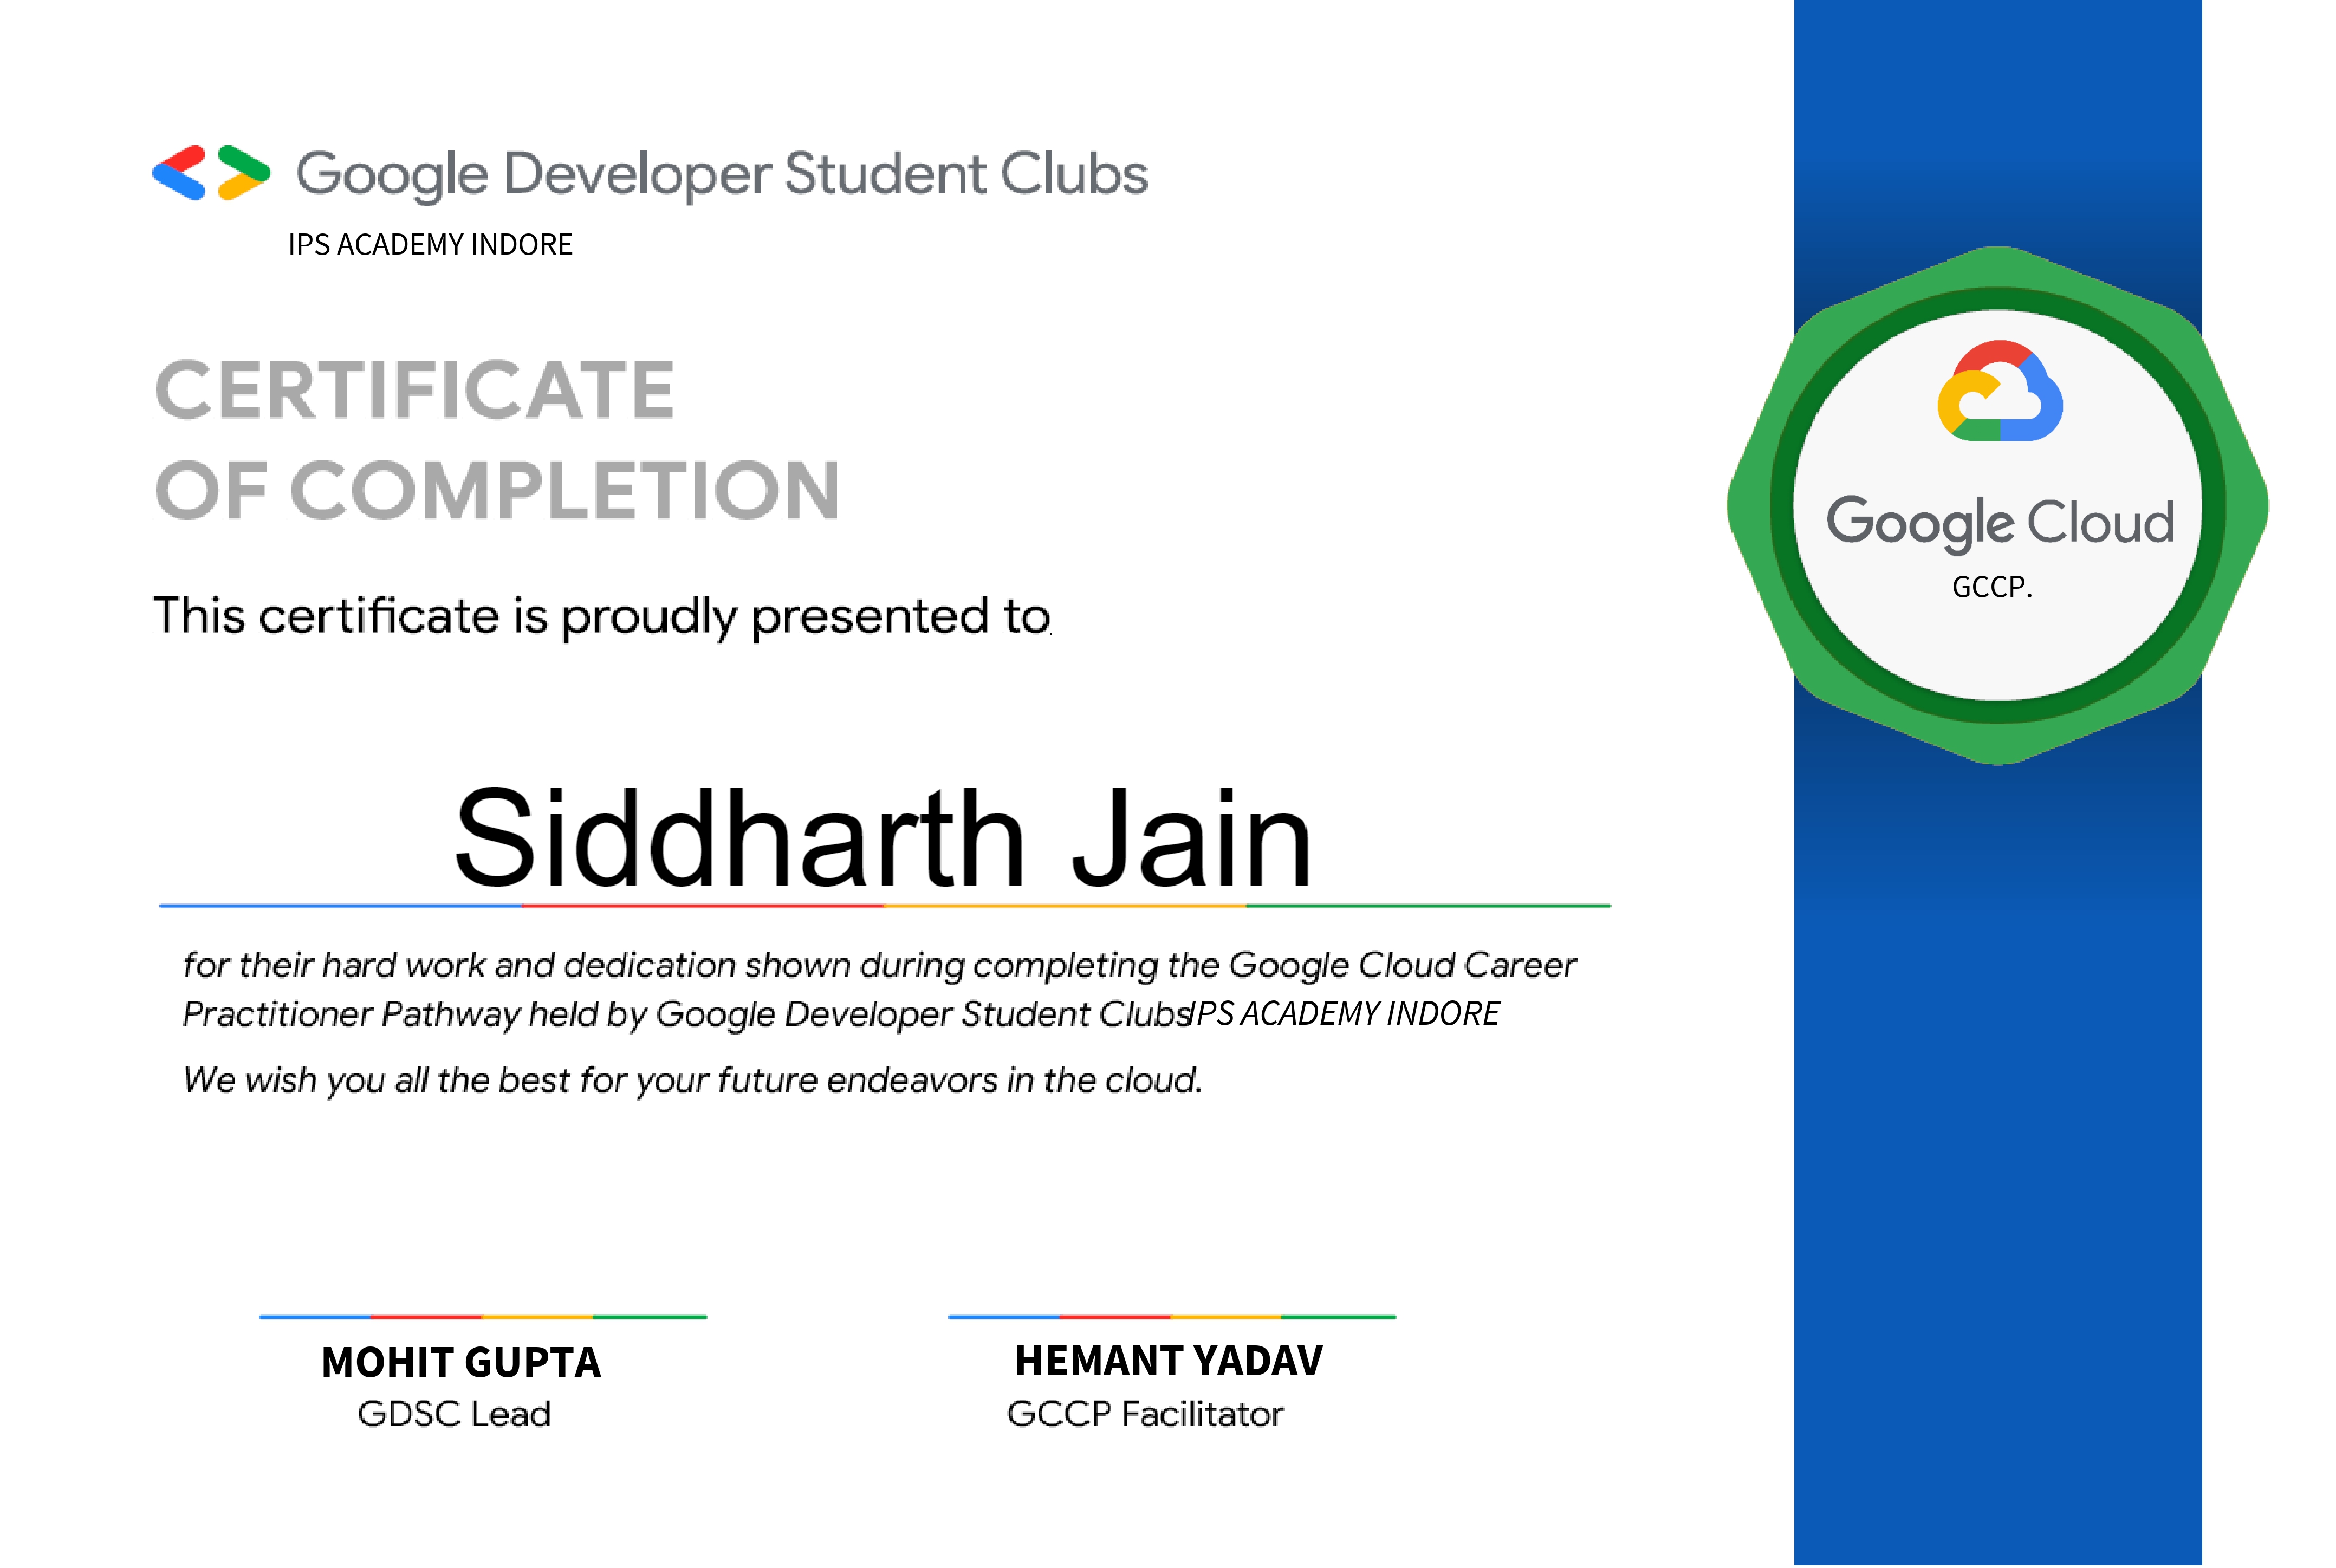 Google Developer Student Clubs
IPS ACADEMY INDORE
CERTIFICATE
OF COMPLETION
This certificate is proudly presented to.
Google Cloud
GCCP.
Siddharth Jain
for their hard work and dedication shown during completing the Google Cloud Career
Practitioner Pathway held by Google Developer Student ClubsIPS ACADEMY INDORE
We wish you all the best for your future endeavors in the cloud.
MOHIT GUPTA
GDSC Lead
HEMANT YADAV
GCCP Facilitator